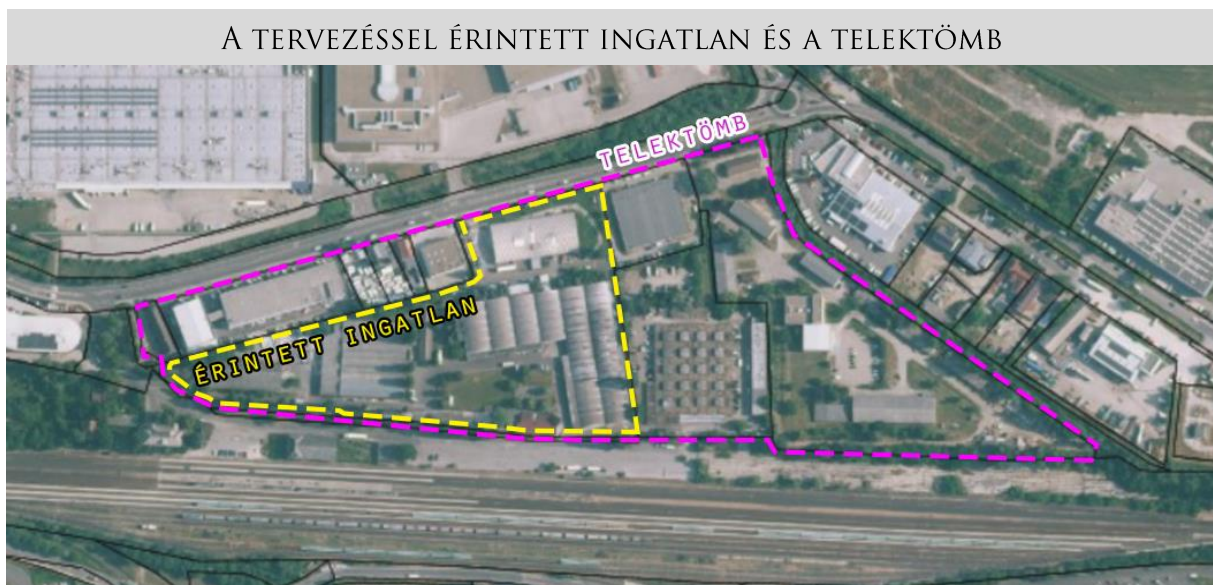 A TERVEZÉSSEL ÉRINTETT INGATLAN ÉS A TELEKTÖMB
TELEKTÖMB
ÉRINTETT INGATLAN